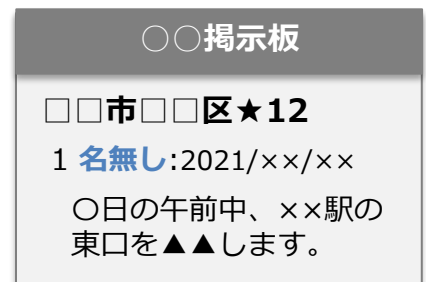 ○○掲示板
□□市□□区★12
1 名無し:2021/××/××
〇日の午前中、××駅の
東口を▲▲します。